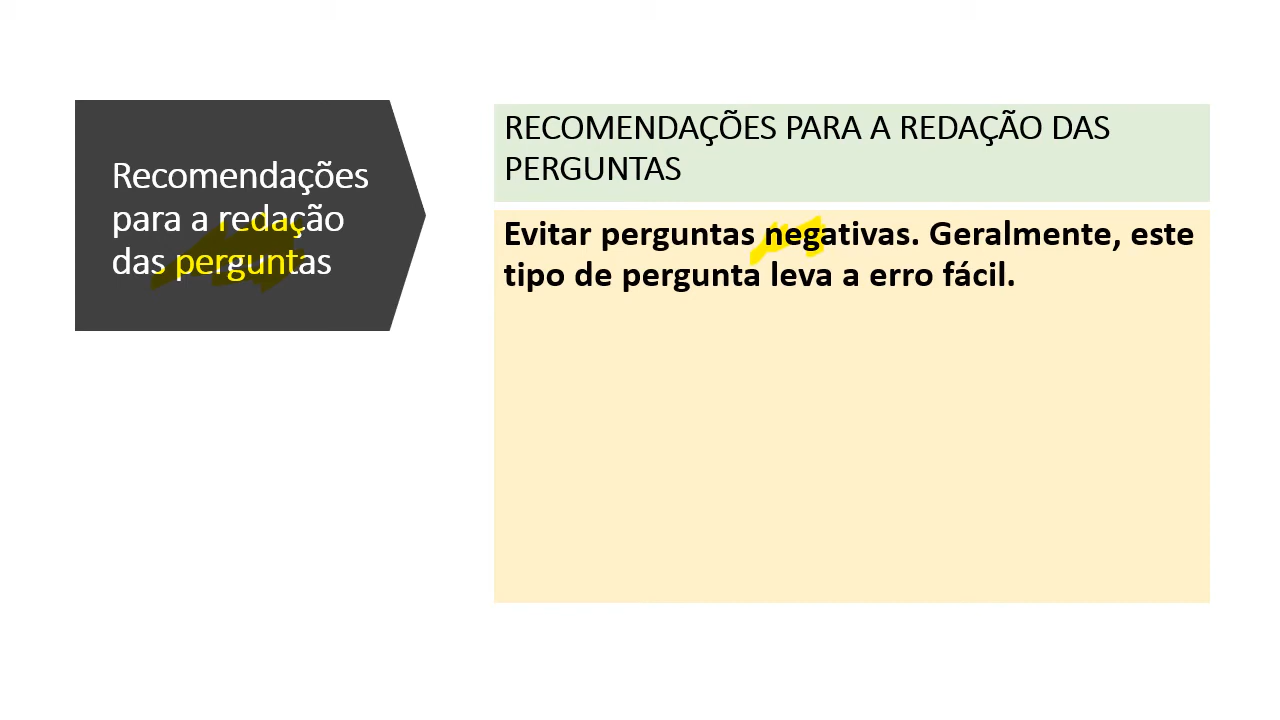 Recomendações
para a redação
das perguntas
RECOMENDAÇÕES PARA A REDAÇÃO DAS
PERGUNTAS
Evitar perguntas negativas. Geralmente, este
tipo de pergunta leva a erro fácil.